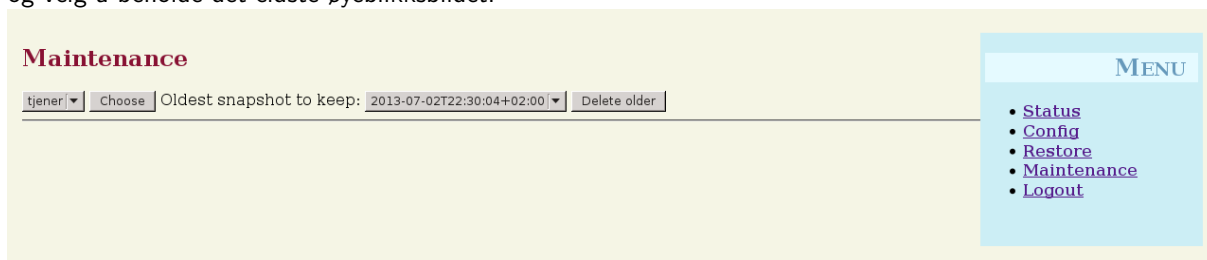 og velg å beholde det eldste øyeblikksbildet.
Maintenance
tjener Choose Oldest snapshot to keep: 2013-07-02T22:30:04+02:00 Delete older
MENU
• Status
• Config
• Restore
• Maintenance
• Logout